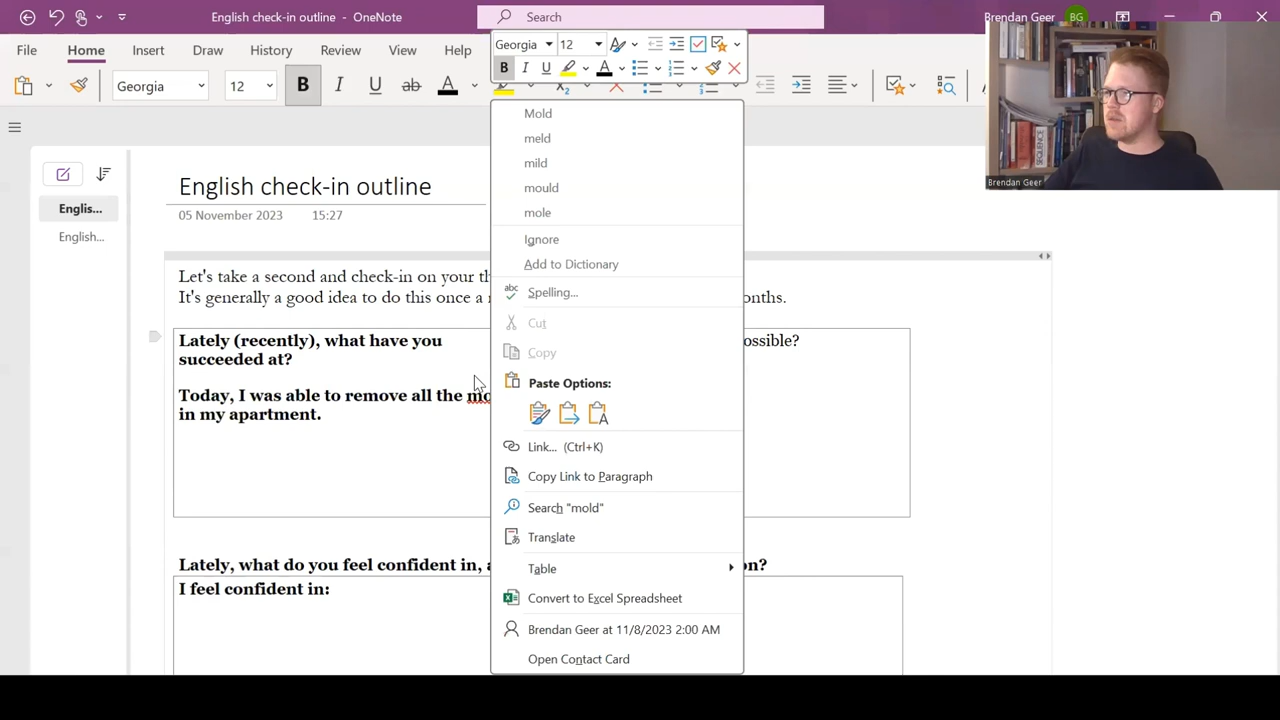 English check-in outline - OneNote
Search
Brendan Geer
BG
File
Home
Insert
Draw
History
Review
View
Help
Georgia
12
B
I
U
ab
A
Georgia
12
B
I
U
A
Brendan Geer
Englis...
English...
English check-in outline
05 November 2023
15:27
Let's take a second and check-in on your th
It's generally a good idea to do this once a
onths.
Lately (recently), what have you
succeeded at?
ossible?
Today, I was able to remove all the mo
in my apartment.
Lately, what do you feel confident in, a
on?
I feel confident in:
Mold
meld
mild
mould
mole
Ignore
Add to Dictionary
abc
Spelling...
Cut
Copy
Paste Options:
Link... (Ctrl+K)
Copy Link to Paragraph
Search "mold"
Translate
Table
Convert to Excel Spreadsheet
Brendan Geer at 11/8/2023 2:00 AM
Open Contact Card
SEQUENCE